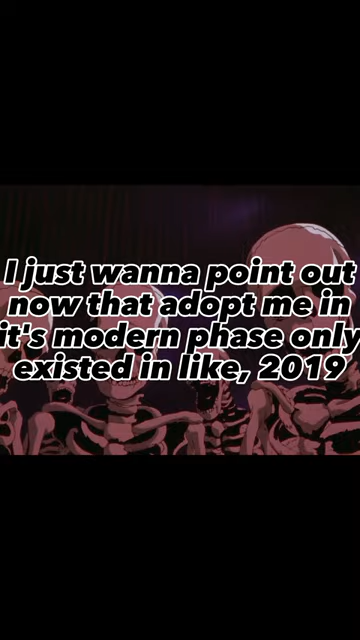 I just wanna point out
now that adopt me in
it's modern phase only
existed in like, 2019